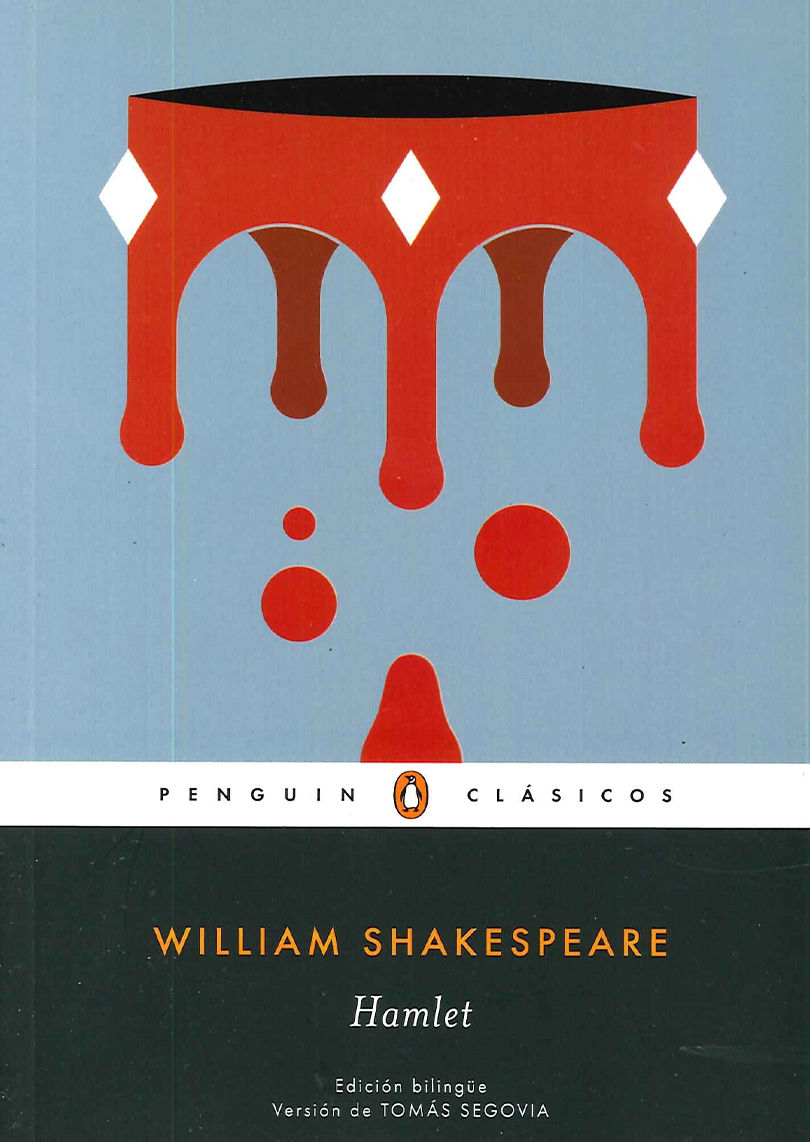 PENGUIN CLÁSICOS
WILLIAM SHAKESPEARE
Hamlet
Edición bilingüe
Versión de TOMÁS SEGOVIA